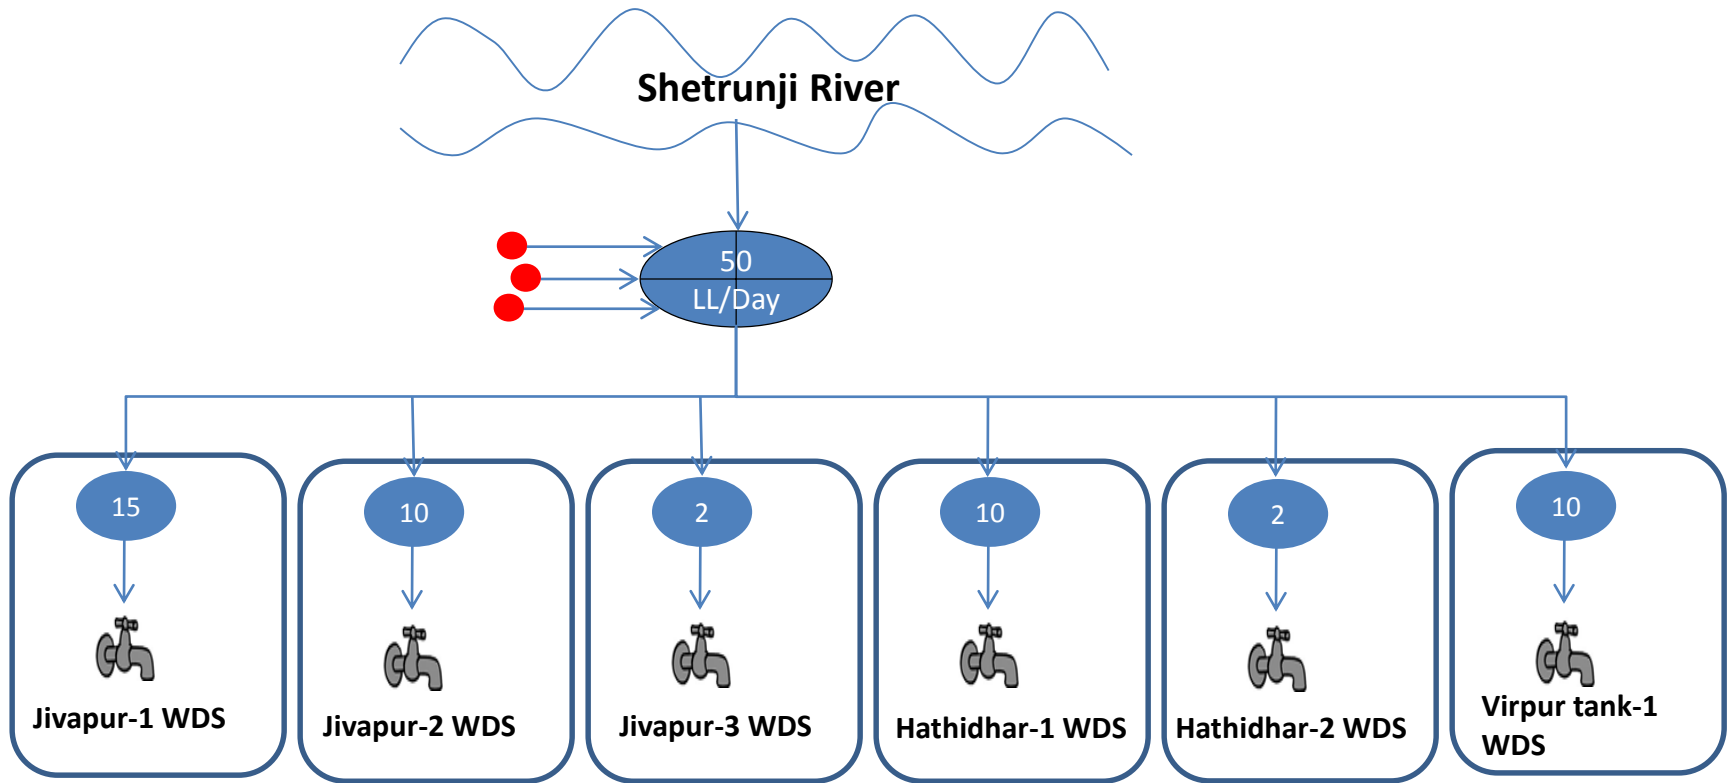 Shetrunji River
50
LL/Day
15
10
2
10
2
10
Jivapur-1 WDS
Jivapur-2 WDS
Jivapur-3 WDS
Hathidhar-1 WDS
Hathidhar-2 WDS
Virpur tank-1
WDS